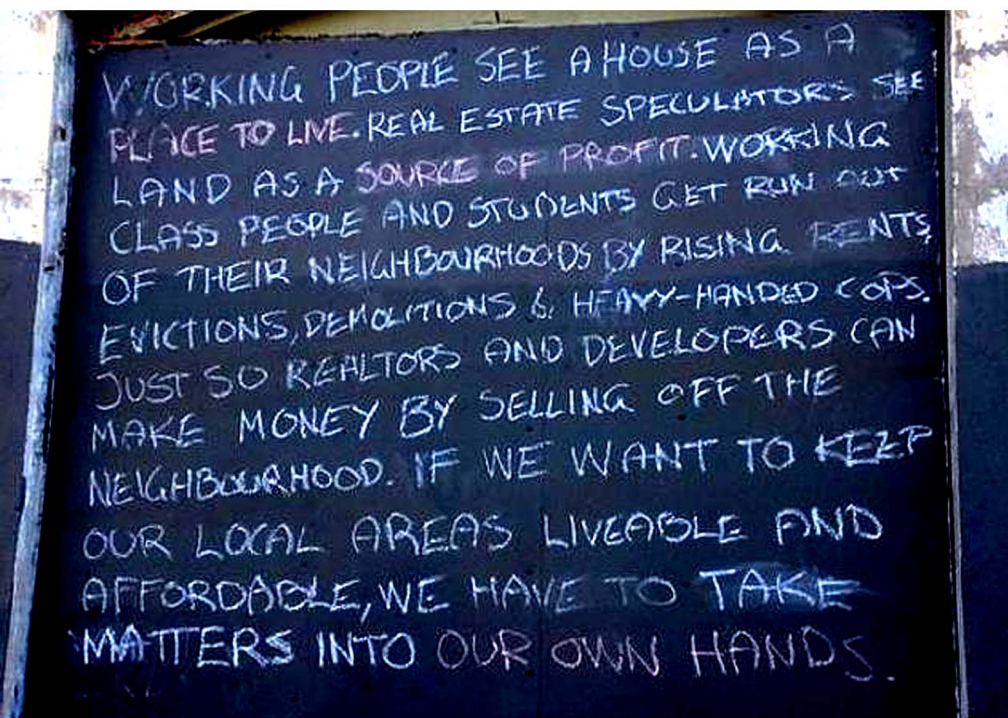 WORKING PEOPLE SEE A HOUSE AS A
PLACE TO LIVE. REAL ESTATE SPECULATORS SEE
LAND AS A SOURCE OF PROFIT. WORKING
CLASS PEOPLE AND STUDENTS GET RUN OUT
OF THEIR NEIGHBOURHOODS BY RISING RENTS,
EVICTIONS, DEMOLITIONS & HEAVY-HANDED COPS.
JUST SO REALTORS AND DEVELOPERS CAN
MAKE MONEY BY SELLING OFF THE
NEIGHBOURHOOD. IF WE WANT TO KEEP
OUR LOCAL AREAS LIVEABLE AND
AFFORDABLE, WE HAVE TO TAKE
MATTERS INTO OUR OWN HANDS.